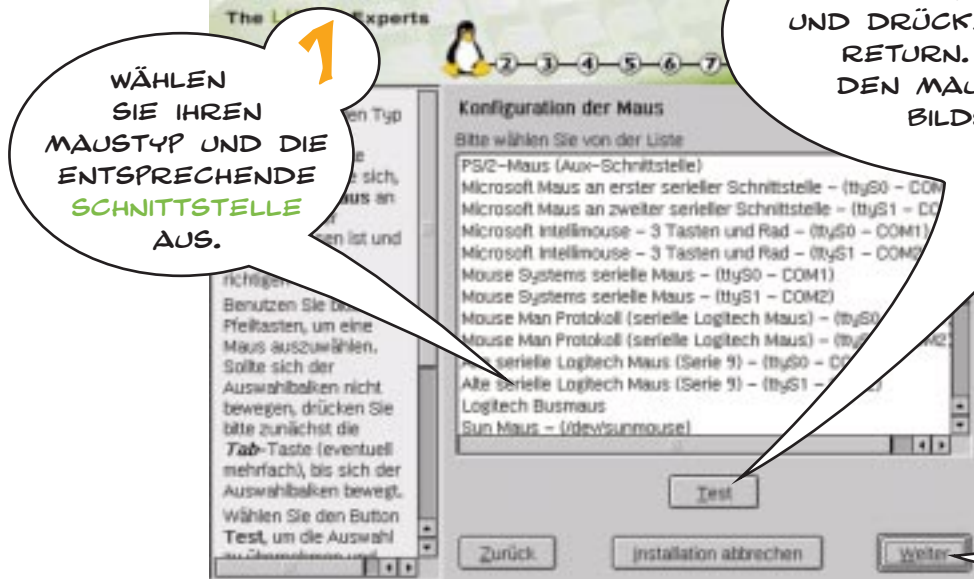 The Experts
1
WÄHLEN
SIE IHREN
MAUSTYP UND DIE
ENTSPRECHENDE
SCHNITTSTELLE
AUS.
UND DRÜCK
RETURN.
DEN MAU
BILDS
2 3 4 5 6 7
en Typ
sich,
aus an
sen ist und
richtigen
Benutzen Sie
Pfeiltasten, um eine
Maus auszuwählen.
Sollte sich der
Auswahlbalken nicht
bewegen, drücken Sie
bitte zunächst die
Tab-Taste (eventuell
mehrfach), bis sich der
Auswahlbalken bewegt.
Wählen Sie den Button
Test, um die Auswahl
Konfiguration der Maus
Bitte wählen Sie von der Liste
PS/2-Maus (Aux-Schnittstelle)
Microsoft Maus an erster serieller Schnittstelle - (ttyS0 - COM
Microsoft Maus an zweiter serieller Schnittstelle - (ttyS1 - CO
Microsoft Intellimouse - 3 Tasten und Rad - (ttyS0 - COM1)
Microsoft Intellimouse - 3 Tasten und Rad - (ttyS1 - COM2
Mouse Systems serielle Maus - (ttyS0 - COM1)
Mouse Systems serielle Maus - (ttyS1 - COM2)
Mouse Man Protokoll (serielle Logitech Maus) - (ttyS0
Mouse Man Protokoll (serielle Logitech Maus) - (tty M2)
serielle Logitech Maus (Serie 9) - (ttyS0 - CO
Alte serielle Logitech Maus (Serie 9) - (ttyS1 - 2)
Logitech Busmaus
Sun Maus - (/dev/sunmouse)
Test
Zurück
Installation abbrechen
Weiter